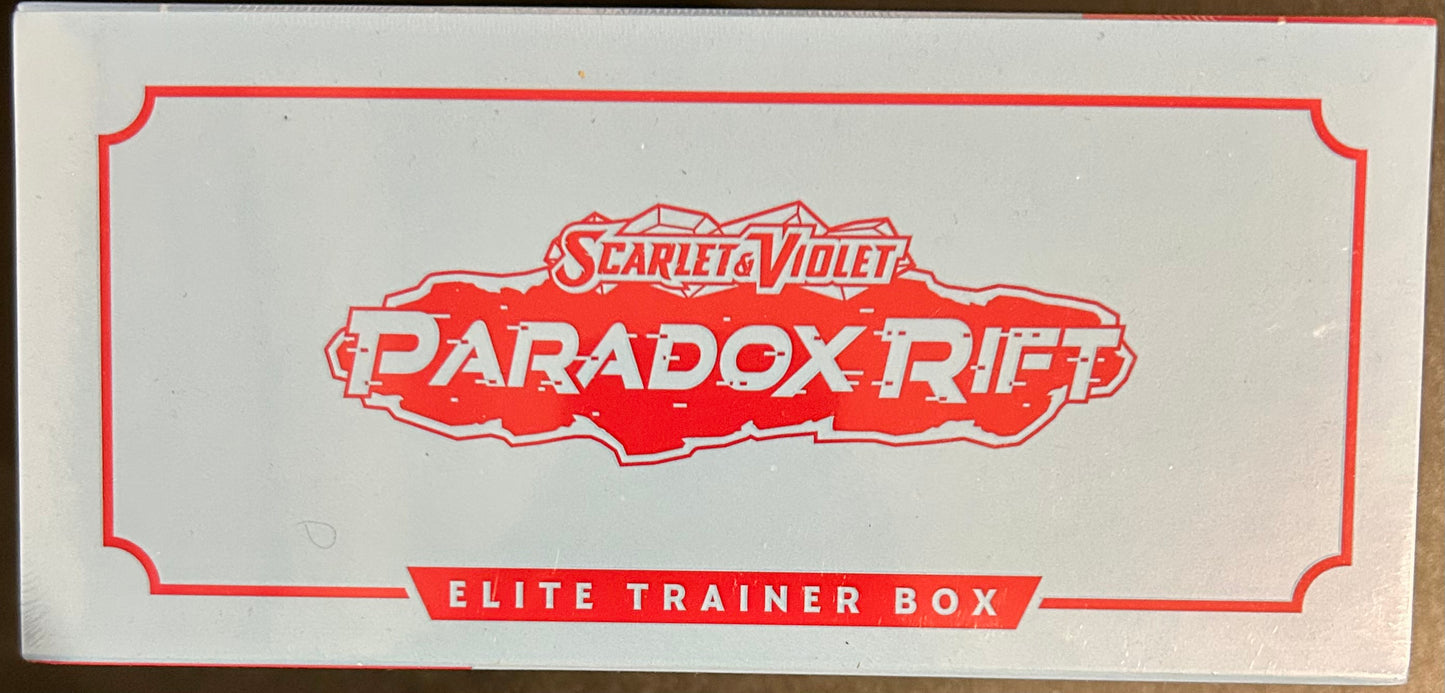 SCARLET & VIOLET
PARADOX RIFT
ELITE TRAINER BOX